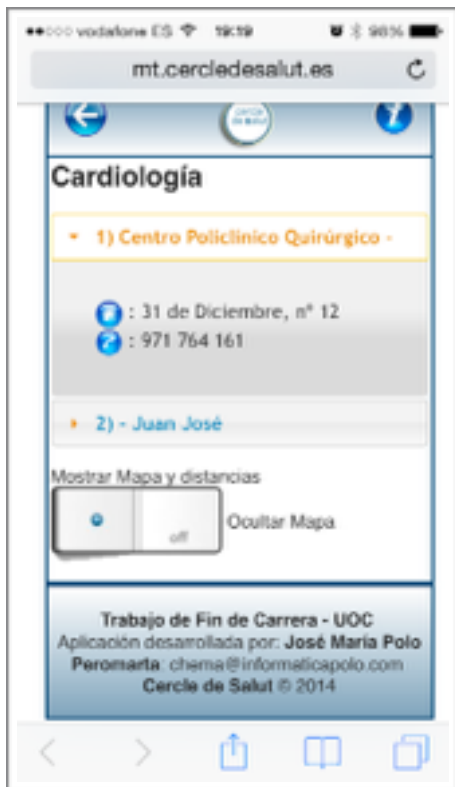 vodafone ES 19:19 98%
mt.cercledesalut.es
Cardiología
1) Centro Policlínico Quirúrgico -
: 31 de Diciembre, nº 12
: 971 764 161
2) - Juan José
Mostrar Mapa y distancias
off
Ocultar Mapa
Trabajo de Fin de Carrera - UOC
Aplicación desarrollada por: José María Polo
Peromarta: chema@informaticapolo.com
Cercle de Salut © 2014